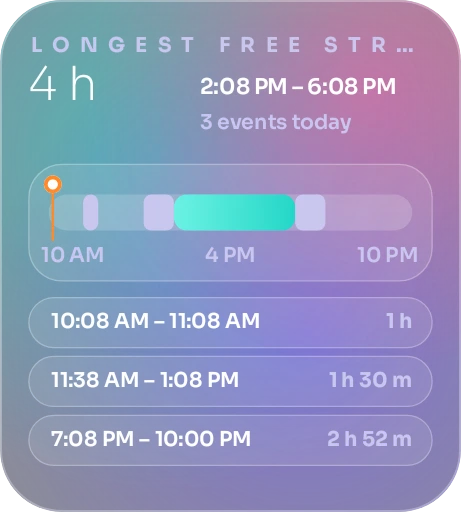 LONGEST FREE STR...
4 h
2:08 PM – 6:08 PM
3 events today
10 AM 4 PM 10 PM
10:08 AM – 11:08 AM 1 h
11:38 AM – 1:08 PM 1 h 30 m
7:08 PM – 10:00 PM 2 h 52 m